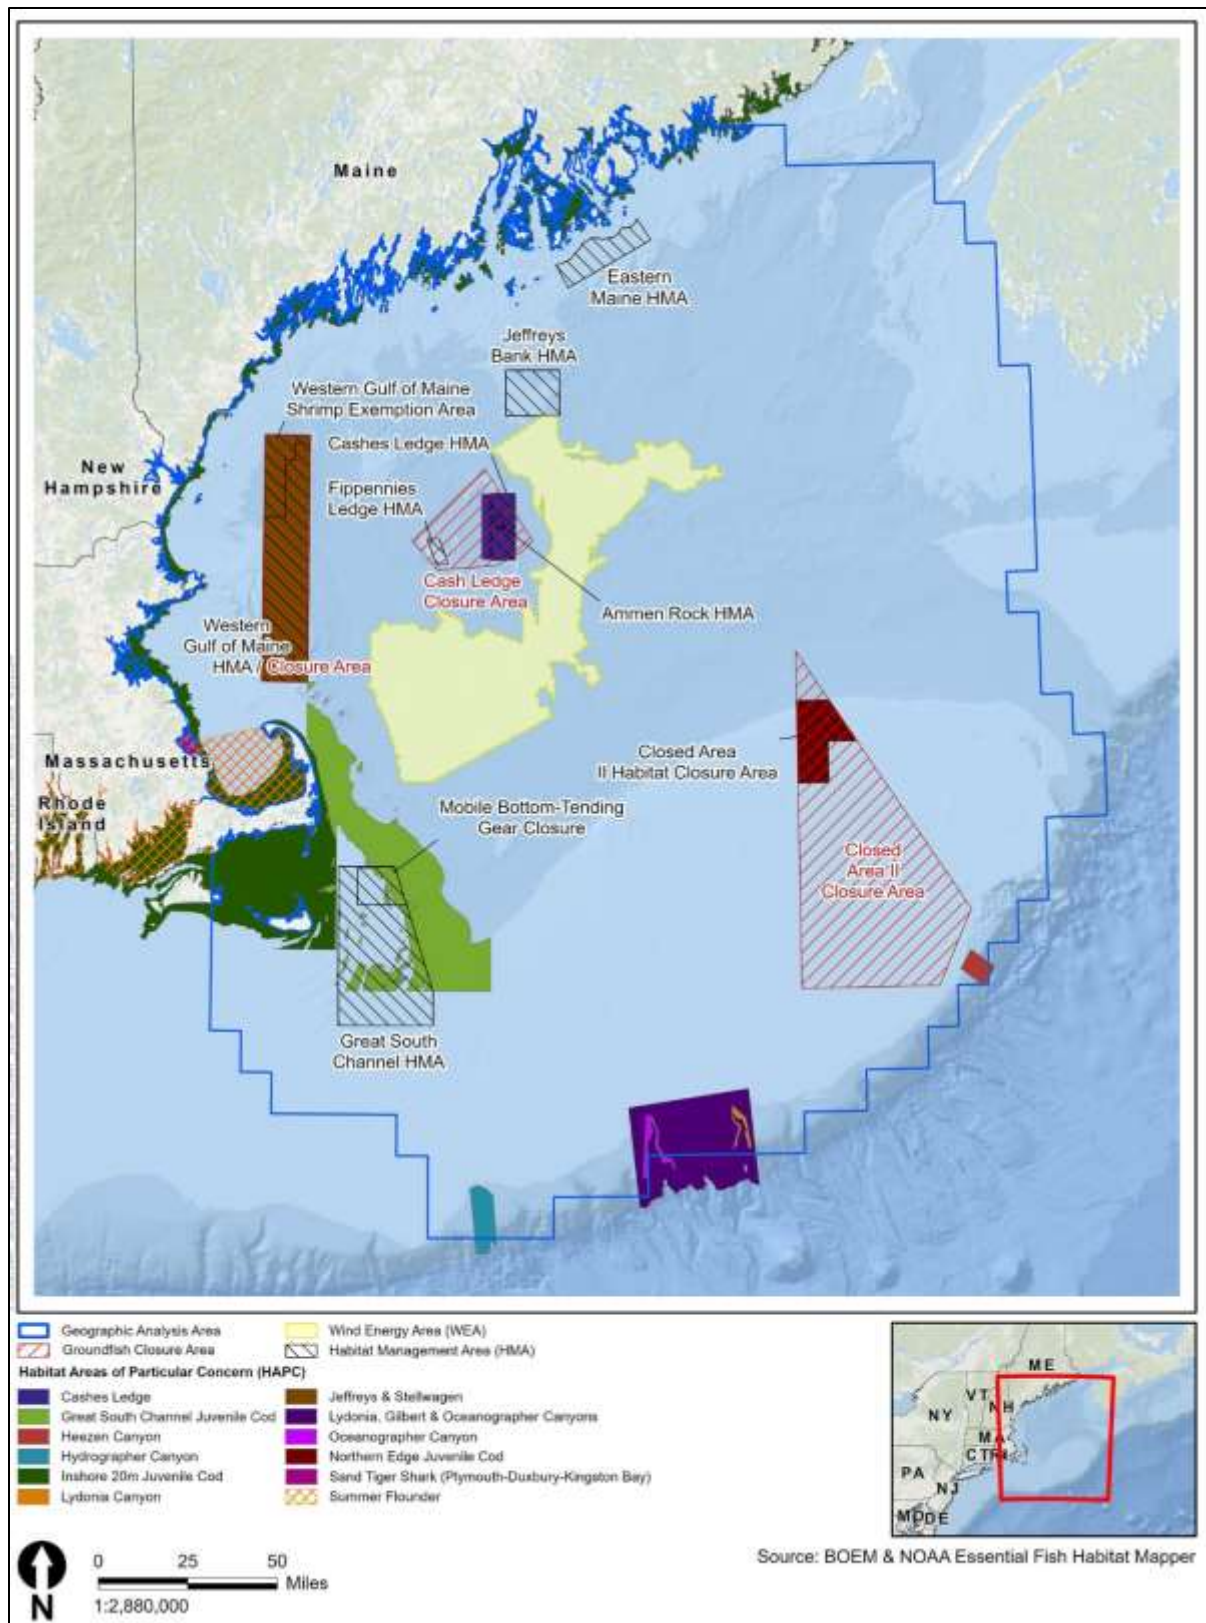 Maine
Eastern
Maine HMA
Jeffreys
Bank HMA
Western Gulf of Maine
Shrimp Exemption Area
Cashes Ledge HMA
New
Hampshire
Fippennies
Ledge HMA
Cash Ledge
Closure Area
Ammen Rock HMA
Western
Gulf of Maine
HMA / Closure Area
Massachusetts
Closed Area
II Habitat Closure Area
Rhode
Island
Mobile Bottom-Tending
Gear Closure
Closed
Area II
Closure Area
Great South
Channel HMA
Geographic Analysis Area
Groundfish Closure Area
Wind Energy Area (WEA)
Habitat Management Area (HMA)
Habitat Areas of Particular Concern (HAPC)
Cashes Ledge
Great South Channel Juvenile Cod
Heezen Canyon
Hydrographer Canyon
Inshore 20m Juvenile Cod
Lydonia Canyon
Jeffreys & Stellwagen
Lydonia, Gilbert & Oceanographer Canyons
Oceanographer Canyon
Northern Edge Juvenile Cod
Sand Tiger Shark (Plymouth-Duxbury-Kingston Bay)
Summer Flounder
ME
VT
NH
NY
MA
CT RI
PA
NJ
MD DE
N
0 25 50
Miles
1:2,880,000
Source: BOEM & NOAA Essential Fish Habitat Mapper